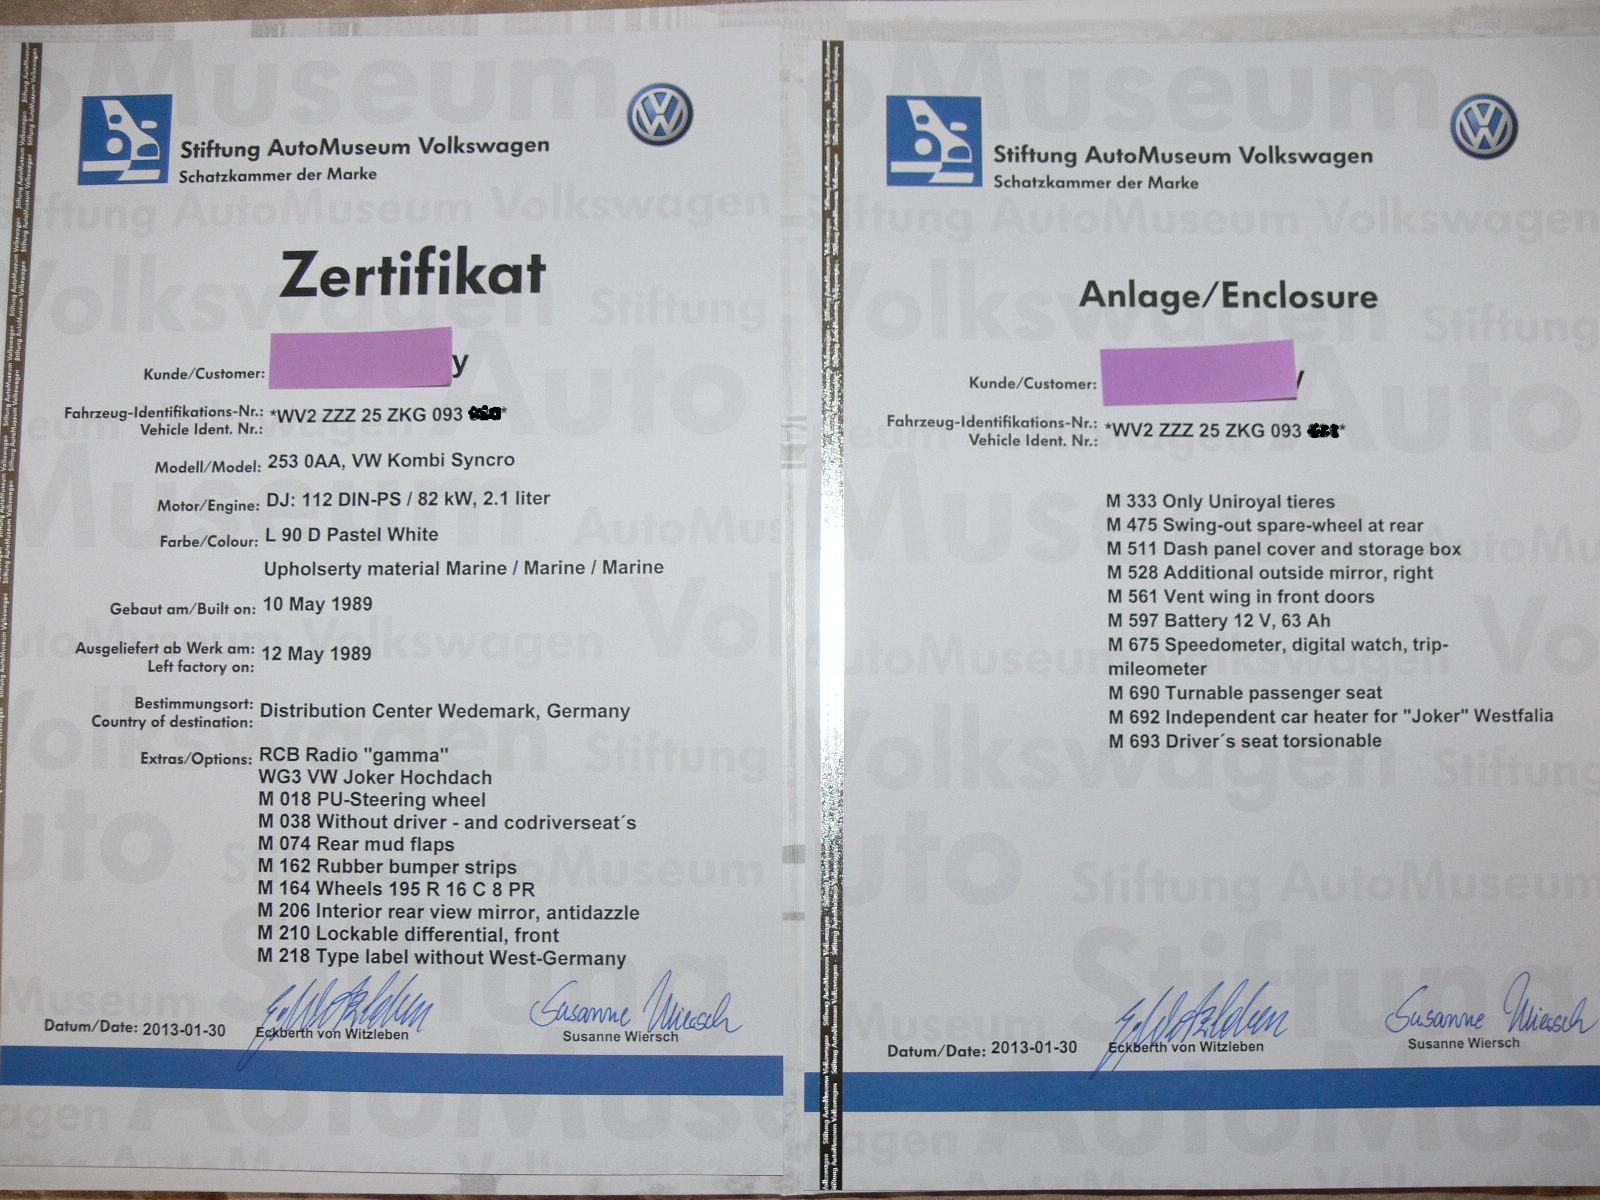 Stiftung AutoMuseum Volkswagen
Schatzkammer der Marke
Zertifikat
Kunde/Customer: y
Fahrzeug-Identifikations-Nr.: *WV2 ZZZ 25 ZKG 093 *
Vehicle Ident. Nr.:
Modell/Model: 253 0AA, VW Kombi Syncro
Motor/Engine: DJ: 112 DIN-PS / 82 kW, 2.1 liter
Farbe/Colour: L 90 D Pastel White
Upholserty material Marine / Marine / Marine
Gebaut am/Built on: 10 May 1989
Ausgeliefert ab Werk am: 12 May 1989
Left factory on:
Bestimmungsort: Distribution Center Wedemark, Germany
Country of destination:
Extras/Options: RCB Radio "gamma"
WG3 VW Joker Hochdach
M 018 PU-Steering wheel
M 038 Without driver - and codriverseat´s
M 074 Rear mud flaps
M 162 Rubber bumper strips
M 164 Wheels 195 R 16 C 8 PR
M 206 Interior rear view mirror, antidazzle
M 210 Lockable differential, front
M 218 Type label without West-Germany
Susanne Wiersch
Datum/Date: 2013-01-30 Eckberth von Witzleben Susanne Wiersch
Stiftung AutoMuseum Volkswagen
Schatzkammer der Marke
Anlage/Enclosure
Kunde/Customer:
Fahrzeug-Identifikations-Nr.: *WV2 ZZZ 25 ZKG 093 *
Vehicle Ident. Nr.:
M 333 Only Uniroyal tieres
M 475 Swing-out spare-wheel at rear
M 511 Dash panel cover and storage box
M 528 Additional outside mirror, right
M 561 Vent wing in front doors
M 597 Battery 12 V, 63 Ah
M 675 Speedometer, digital watch, trip-
mileometer
M 690 Turnable passenger seat
M 692 Independent car heater for "Joker" Westfalia
M 693 Driver´s seat torsionable
Susanne Wiersch
Datum/Date: 2013-01-30 Eckberth von Witzleben Susanne Wiersch